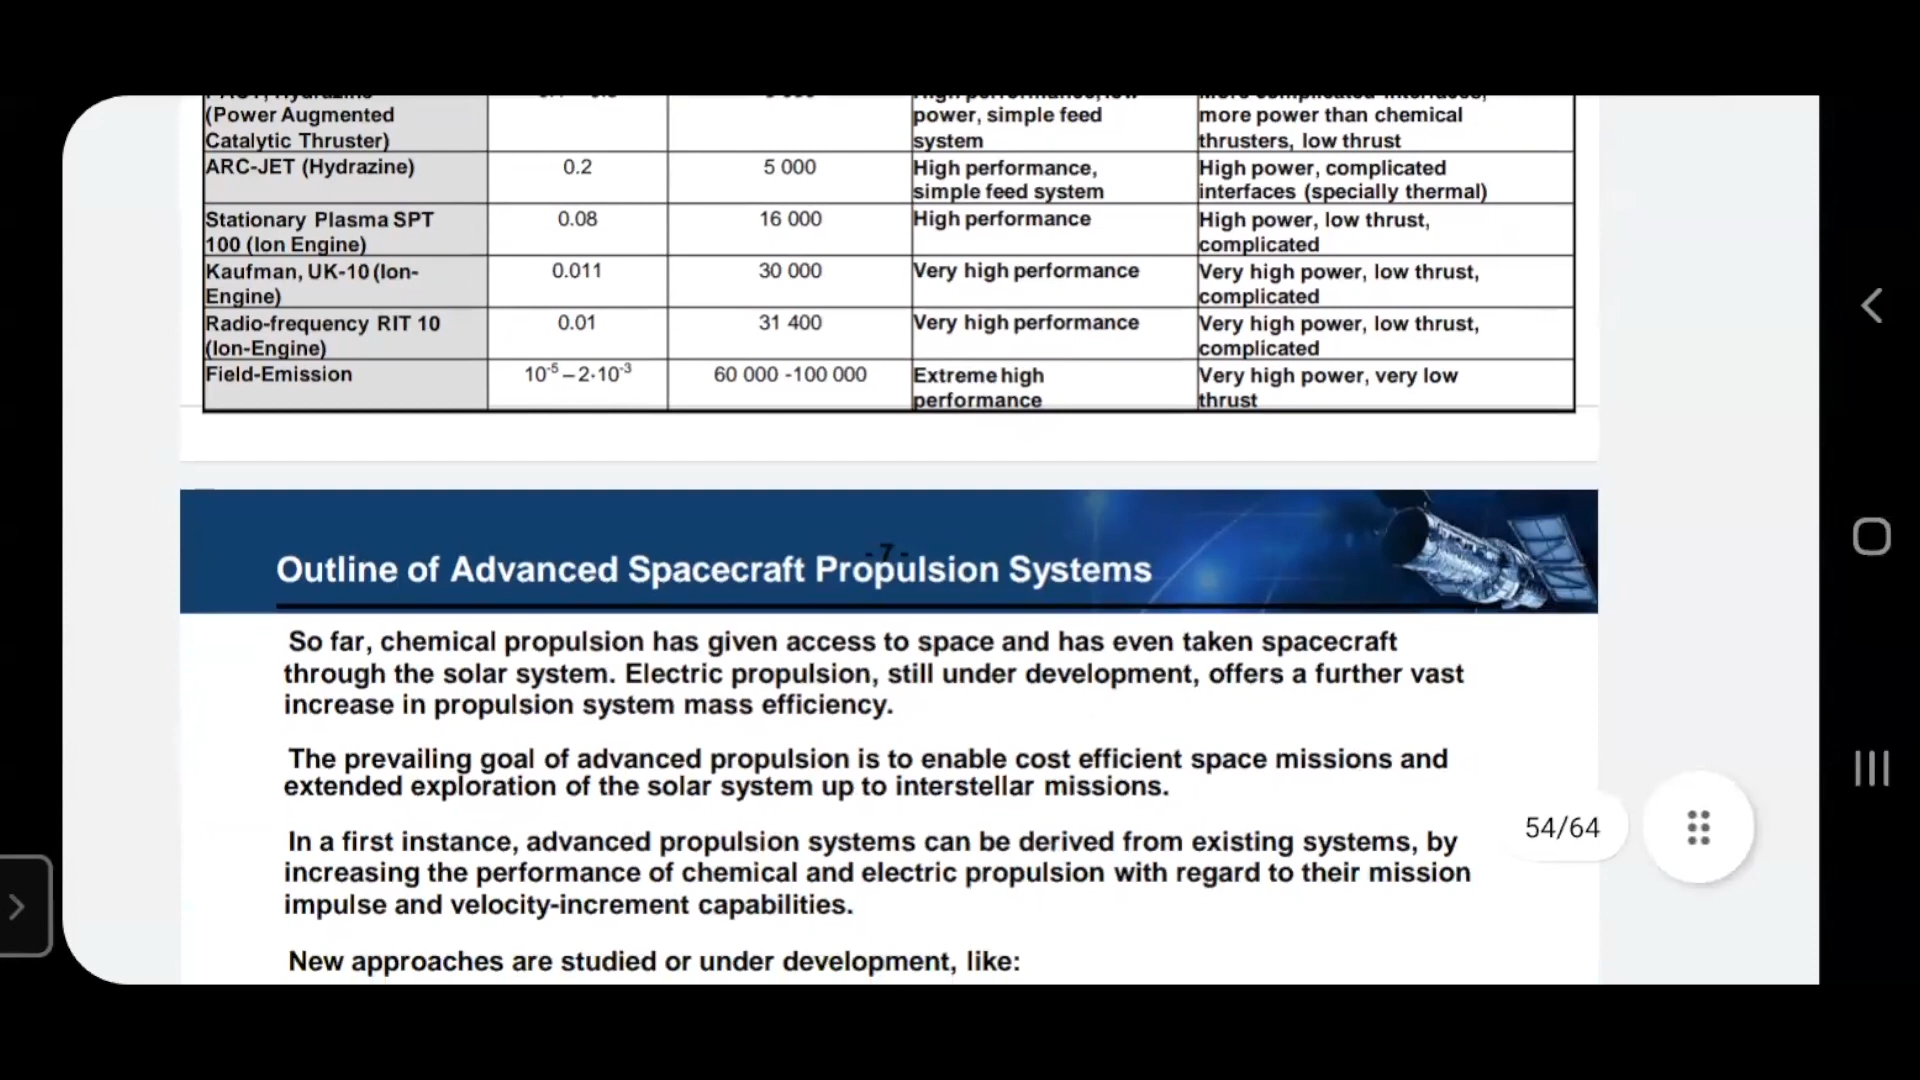 (Power Augmented
Catalytic Thruster)
power, simple feed
system
more power than chemical
thrusters, low thrust
ARC-JET (Hydrazine)
0.2
5 000
High performance,
simple feed system
High power, complicated
interfaces (specially thermal)
Stationary Plasma SPT
100 (Ion Engine)
0.08
16 000
High performance
High power, low thrust,
complicated
Kaufman, UK-10 (Ion-
Engine)
0.011
30 000
Very high performance
Very high power, low thrust,
complicated
Radio-frequency RIT 10
(Ion-Engine)
0.01
31 400
Very high performance
Very high power, low thrust,
complicated
Field-Emission
10⁻⁵ – 2·10⁻³
60 000 -100 000
Extreme high
performance
Very high power, very low
thrust
- 7 -
Outline of Advanced Spacecraft Propulsion Systems
So far, chemical propulsion has given access to space and has even taken spacecraft
through the solar system. Electric propulsion, still under development, offers a further vast
increase in propulsion system mass efficiency.
The prevailing goal of advanced propulsion is to enable cost efficient space missions and
extended exploration of the solar system up to interstellar missions.
In a first instance, advanced propulsion systems can be derived from existing systems, by
increasing the performance of chemical and electric propulsion with regard to their mission
impulse and velocity-increment capabilities.
New approaches are studied or under development, like:
54/64